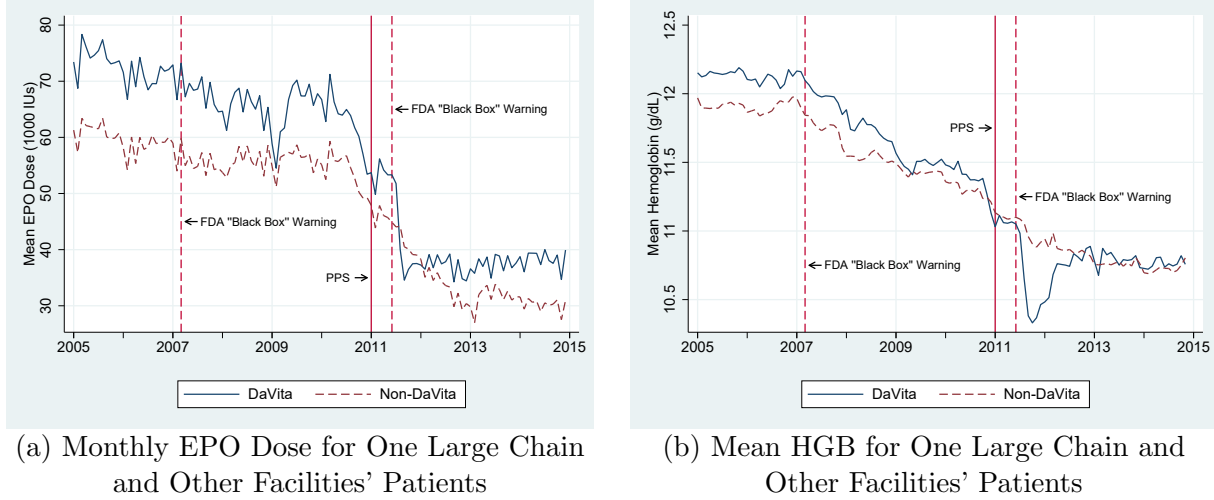 Mean EPO Dose (1000 IUs)
80
70
60
50
40
30
FDA "Black Box" Warning
FDA "Black Box" Warning
PPS
2005 2007 2009 2011 2013 2015
DaVita Non-DaVita
(a) Monthly EPO Dose for One Large Chain
and Other Facilities' Patients
Mean Hemoglobin (g/dL)
12.5
12
11.5
11
10.5
PPS
FDA "Black Box" Warning
FDA "Black Box" Warning
2005 2007 2009 2011 2013 2015
DaVita Non-DaVita
(b) Mean HGB for One Large Chain and
Other Facilities' Patients